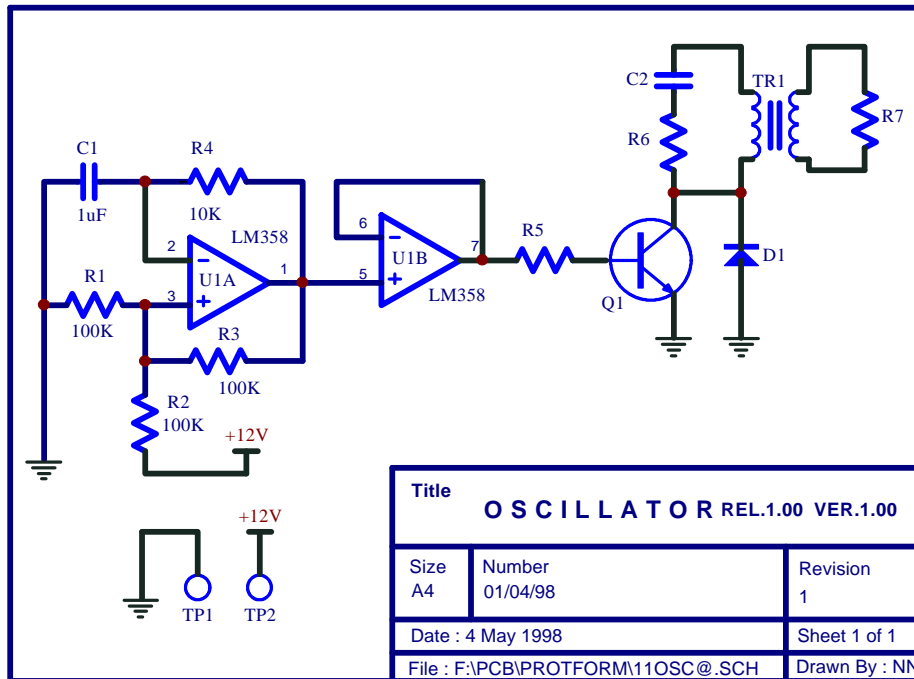 C1
1uF
R4
10K
2
LM358
U1A
1
3
R1
100K
R3
100K
R2
100K
+12V
6
5
7
U1B
LM358
R5
Q1
C2
R6
TR1
R7
D1
+12V
TP1
TP2
Title
OSCILLATOR REL.1.00 VER.1.00
Size
A4
Number
01/04/98
Revision
1
Date : 4 May 1998
Sheet 1 of 1
File : F:\PCB\PROTFORM\11OSC@.SCH
Drawn By : NN